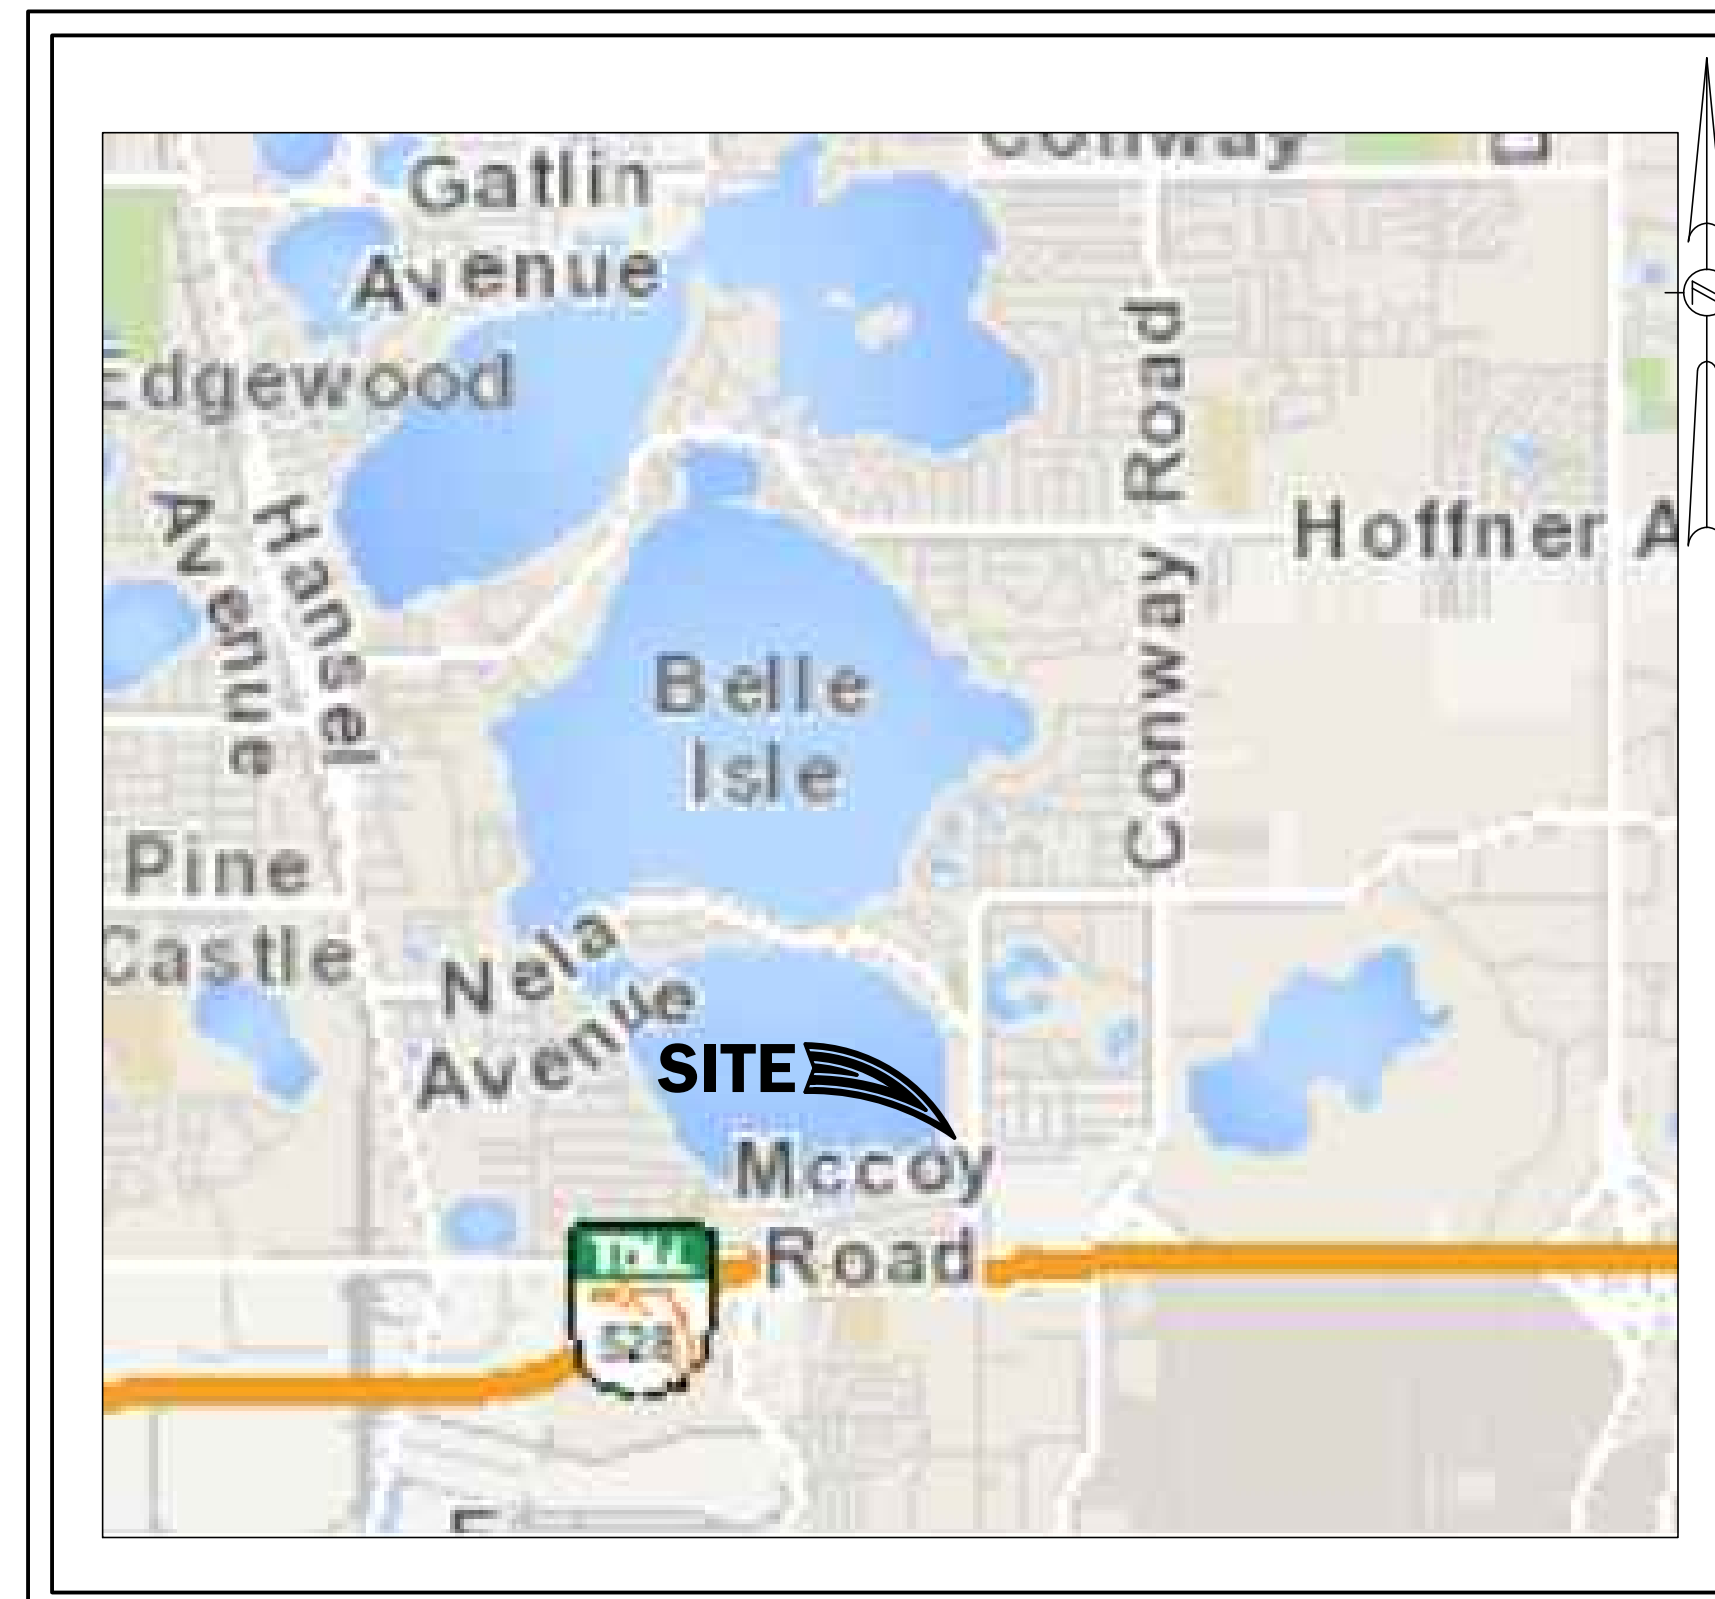 Conway
Gatlin
Avenue
Edgewood
Conway Road
Hoffner A
Hansel
Avenue
Belle
Isle
Pine
Castle
Nela
Avenue
SITE
Mccoy
Road
TOLL
528